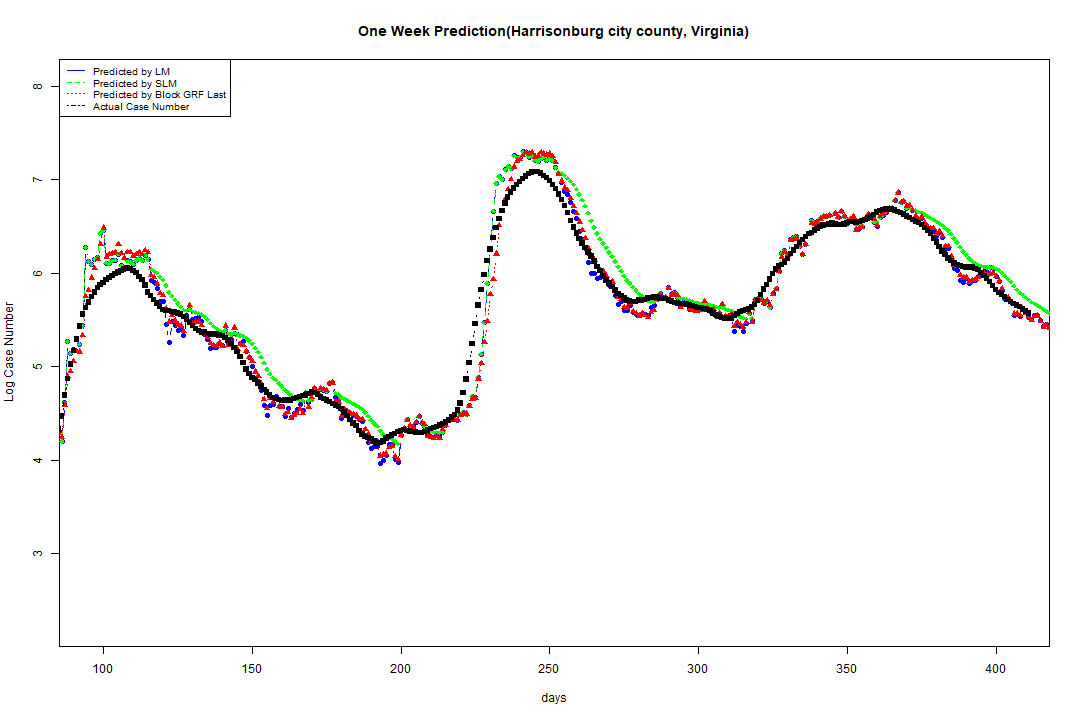 One Week Prediction(Harrisonburg city county, Virginia)
Predicted by LM
Predicted by SLM
Predicted by Block GRF Last
Actual Case Number
8
7
6
5
4
3
Log Case Number
100 150 200 250 300 350 400
days